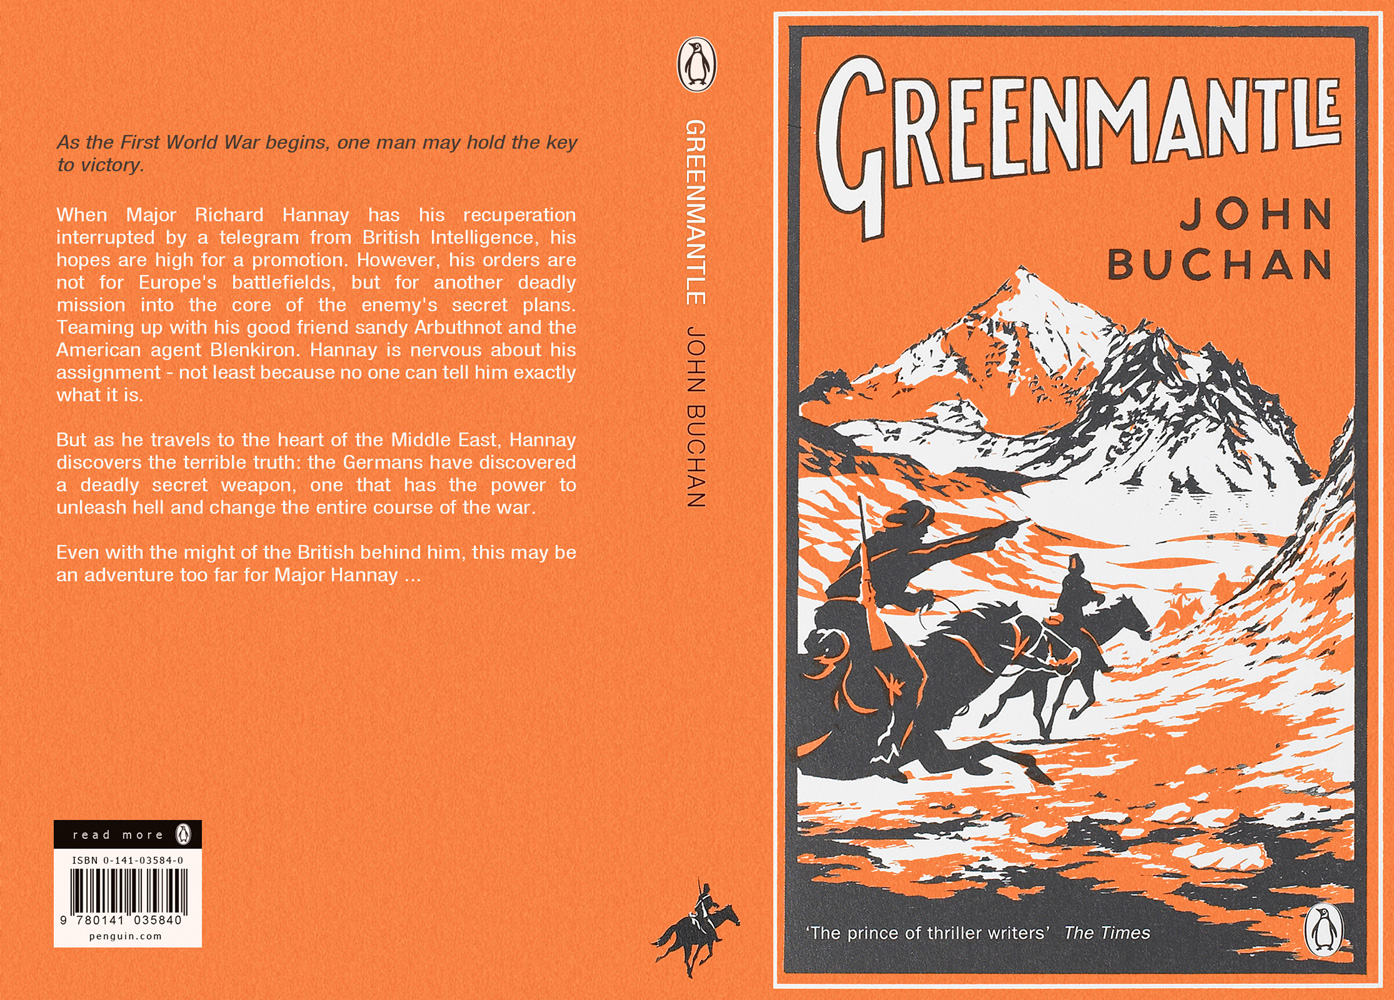 As the First World War begins, one man may hold the key
to victory.
When Major Richard Hannay has his recuperation
interrupted by a telegram from British Intelligence, his
hopes are high for a promotion. However, his orders are
not for Europe's battlefields, but for another deadly
mission into the core of the enemy's secret plans.
Teaming up with his good friend sandy Arbuthnot and the
American agent Blenkiron. Hannay is nervous about his
assignment - not least because no one can tell him exactly
what it is.
But as he travels to the heart of the Middle East, Hannay
discovers the terrible truth: the Germans have discovered
a deadly secret weapon, one that has the power to
unleash hell and change the entire course of the war.
Even with the might of the British behind him, this may be
an adventure too far for Major Hannay ...
read more
ISBN 0-141-03584-0
9 780141 035840
penguin.com
GREENMANTLE JOHN BUCHAN
GREENMANTLE
JOHN
BUCHAN
‘The prince of thriller writers’ The Times